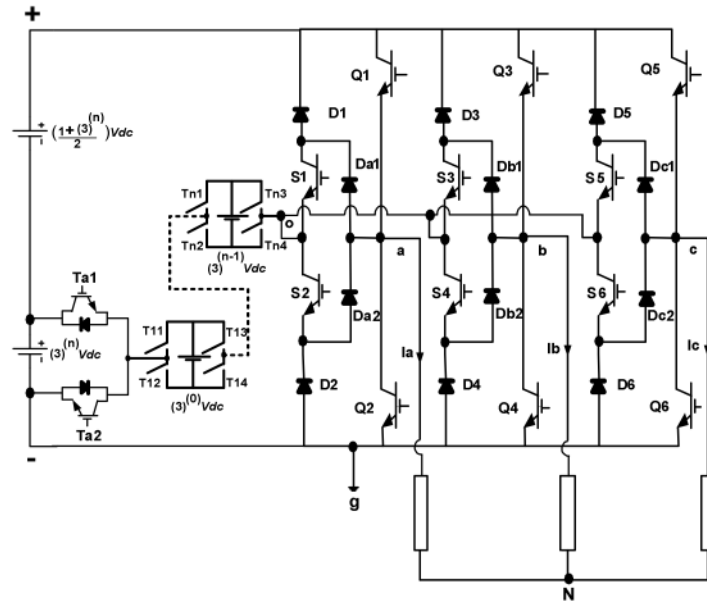 +
Q1
Q3
Q5
D1
D3
D5
+
(1+(3)^(n)/2)Vdc
-
Da1
Db1
Dc1
S1
S3
S5
Tn1
Tn3
Tn2
Tn4
o
(3)^(n-1)Vdc
a
b
c
Ta1
S2
S4
S6
Da2
Db2
Dc2
+
(3)^(n)Vdc
-
T11
T13
T12
T14
(3)^(0)Vdc
Ia
Ib
Ic
Ta2
D2
D4
D6
Q2
Q4
Q6
-
g
N